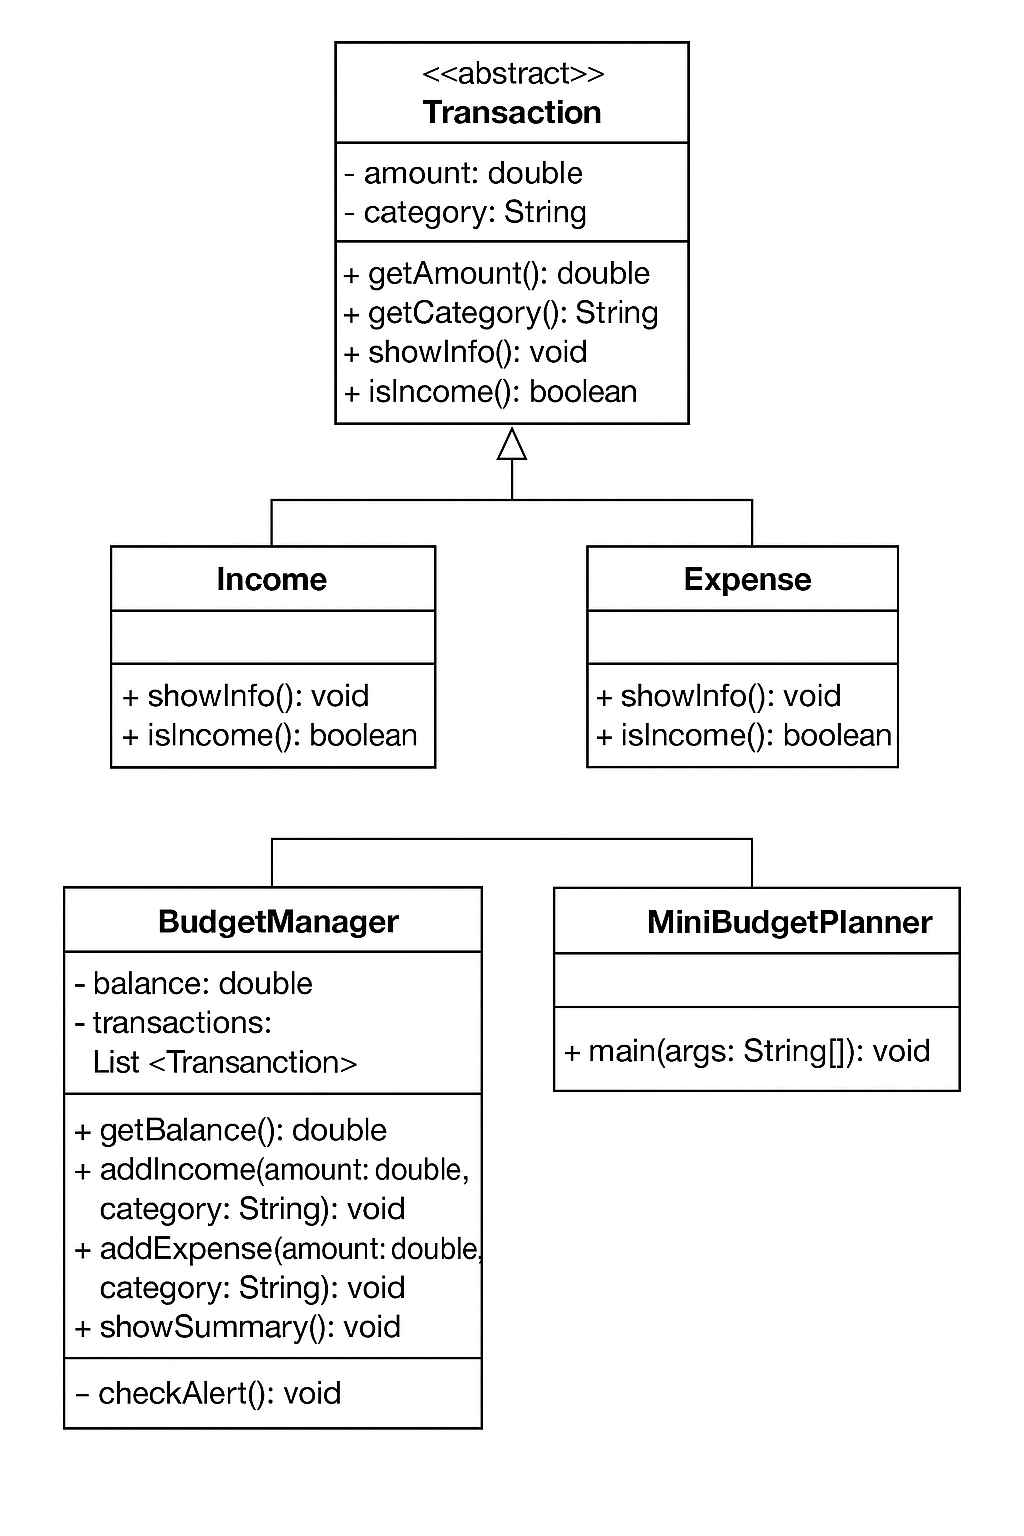 <<abstract>>
Transaction
- amount: double
- category: String
+ getAmount(): double
+ getCategory(): String
+ showInfo(): void
+ isIncome(): boolean
Income
+ showInfo(): void
+ isIncome(): boolean
Expense
+ showInfo(): void
+ isIncome(): boolean
BudgetManager
- balance: double
- transactions:
List <Transanction>
+ getBalance(): double
+ addIncome(amount: double,
category: String): void
+ addExpense(amount: double,
category: String): void
+ showSummary(): void
– checkAlert(): void
MiniBudgetPlanner
+ main(args: String[]): void